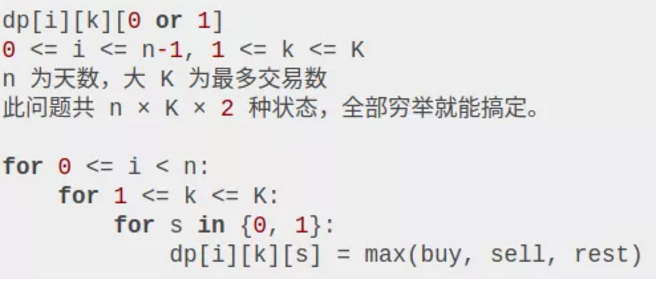 dp[i][k][0 or 1]
0 <= i <= n-1, 1 <= k <= K
n 为天数，大 K 为最多交易数
此问题共 n × K × 2 种状态，全部穷举就能搞定。
for 0 <= i < n:
    for 1 <= k <= K:
        for s in {0, 1}:
            dp[i][k][s] = max(buy, sell, rest)